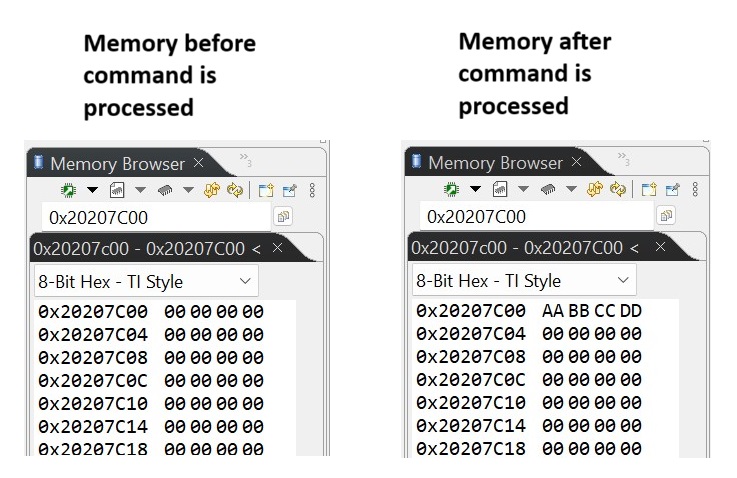 Memory before
command is
processed
Memory Browser
3
0x20207C00
0x20207c00 - 0x20207C00 <
8-Bit Hex - TI Style
0x20207C00 00 00 00 00
0x20207C04 00 00 00 00
0x20207C08 00 00 00 00
0x20207C0C 00 00 00 00
0x20207C10 00 00 00 00
0x20207C14 00 00 00 00
0x20207C18 00 00 00 00
Memory after
command is
processed
Memory Browser
3
0x20207C00
0x20207c00 - 0x20207C00 <
8-Bit Hex - TI Style
0x20207C00 AA BB CC DD
0x20207C04 00 00 00 00
0x20207C08 00 00 00 00
0x20207C0C 00 00 00 00
0x20207C10 00 00 00 00
0x20207C14 00 00 00 00
0x20207C18 00 00 00 00